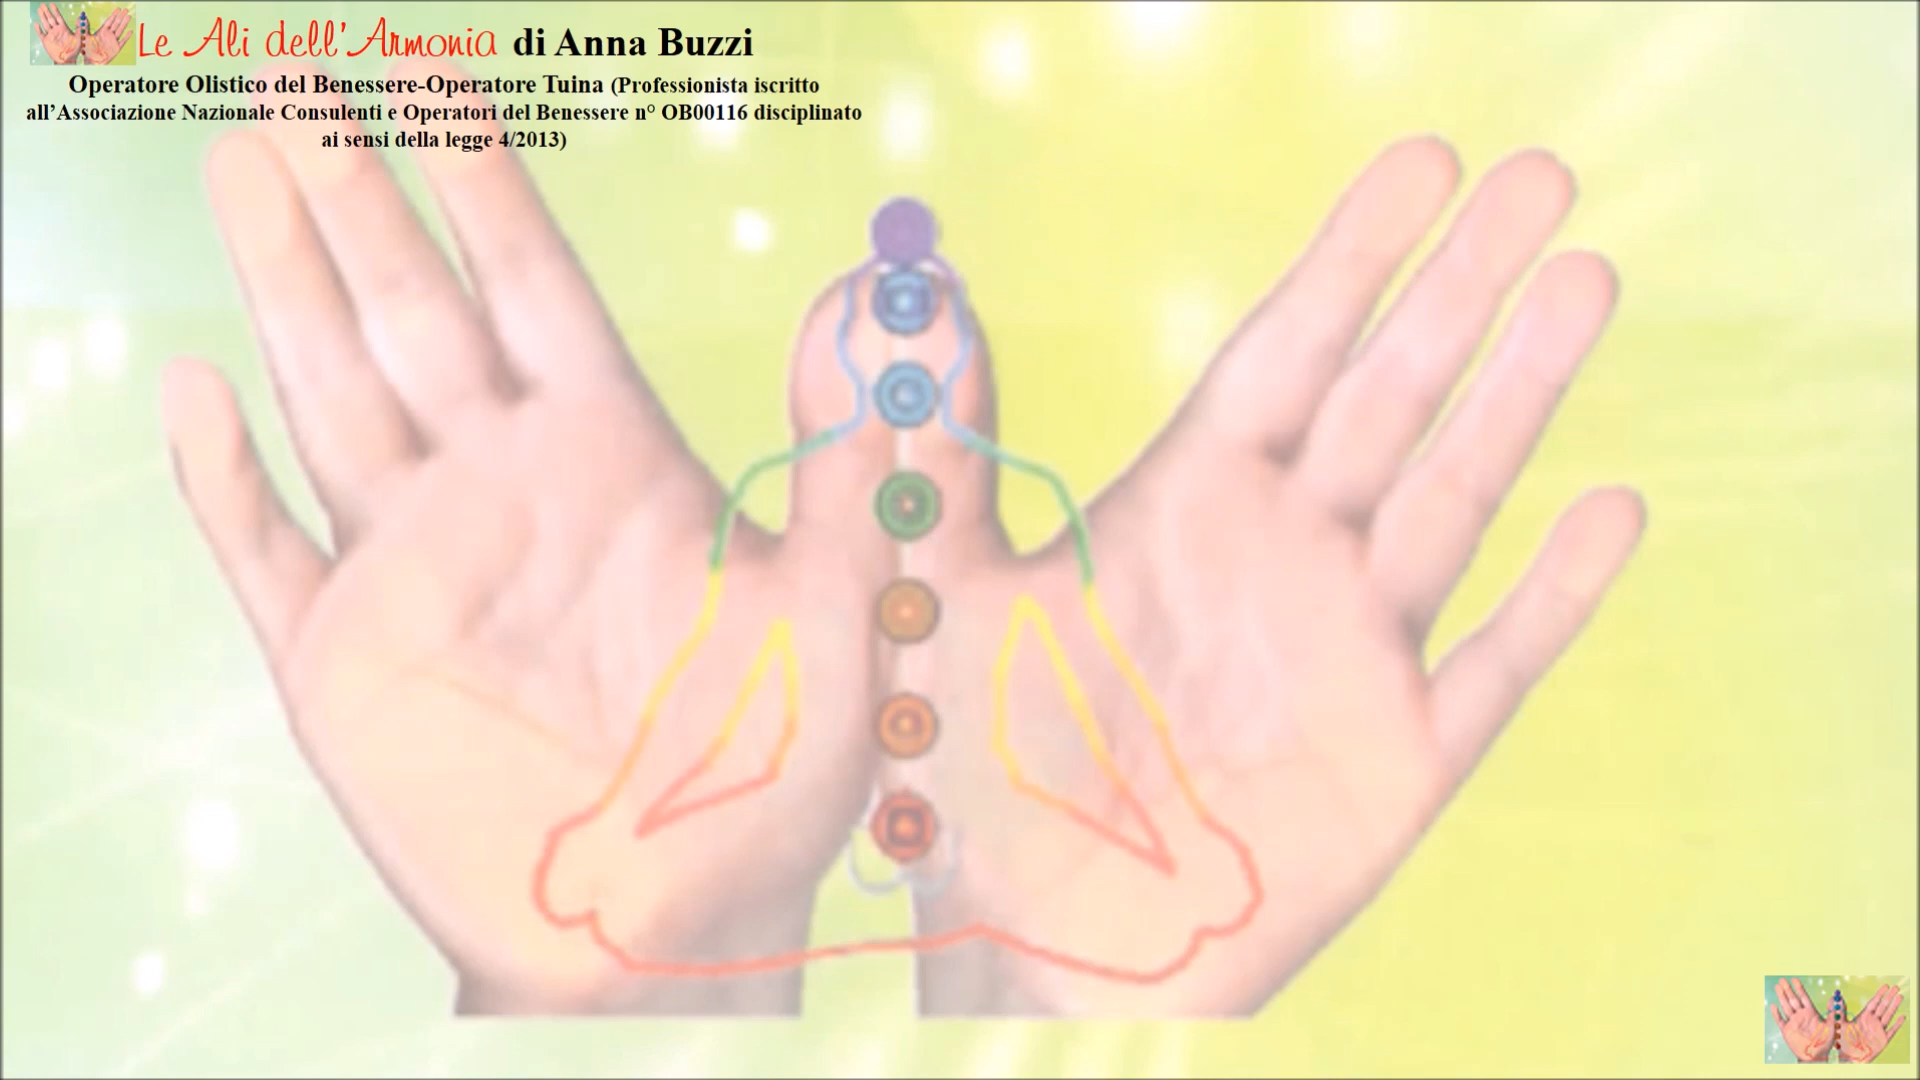 Le Ali dell'Armonia di Anna Buzzi
Operatore Olistico del Benessere-Operatore Tuina (Professionista iscritto
all’Associazione Nazionale Consulenti e Operatori del Benessere n° OB00116 disciplinato
ai sensi della legge 4/2013)